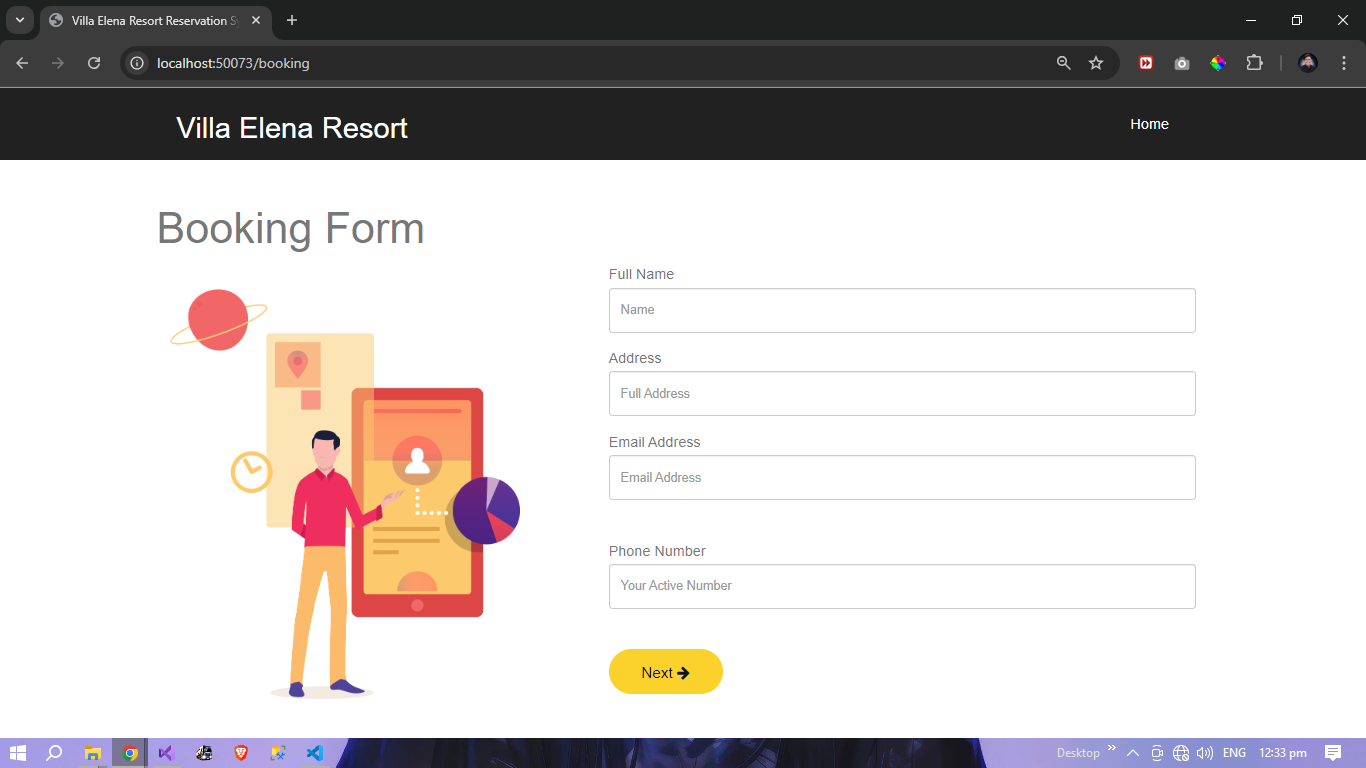 Villa Elena Resort Reservation Sy
localhost:50073/booking
Villa Elena Resort
Home
Booking Form
Full Name
Name
Address
Full Address
Email Address
Email Address
Phone Number
Your Active Number
Next
Desktop
ENG
12:33 pm